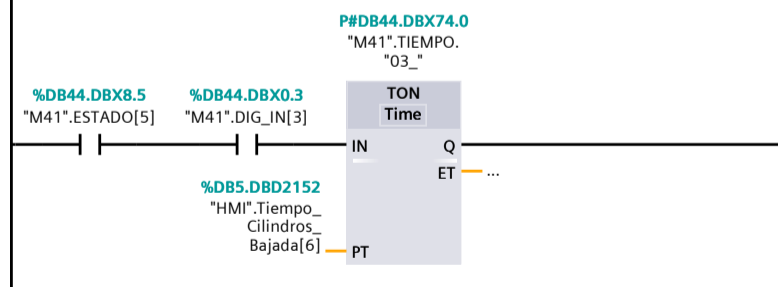 P#DB44.DBX74.0
"M41".TIEMPO.
"03_"
%DB44.DBX8.5
"M41".ESTADO[5]
%DB44.DBX0.3
"M41".DIG_IN[3]
TON
Time
IN
Q
ET
...
%DB5.DBD2152
"HMI".Tiempo_
Cilindros_
Bajada[6]
PT